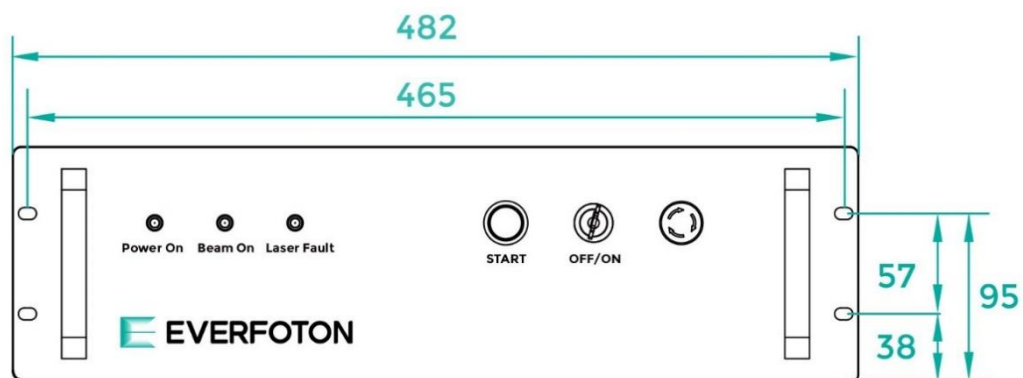 482
465
Power On Beam On Laser Fault
START OFF/ON
57
95
38
EVERFOTON